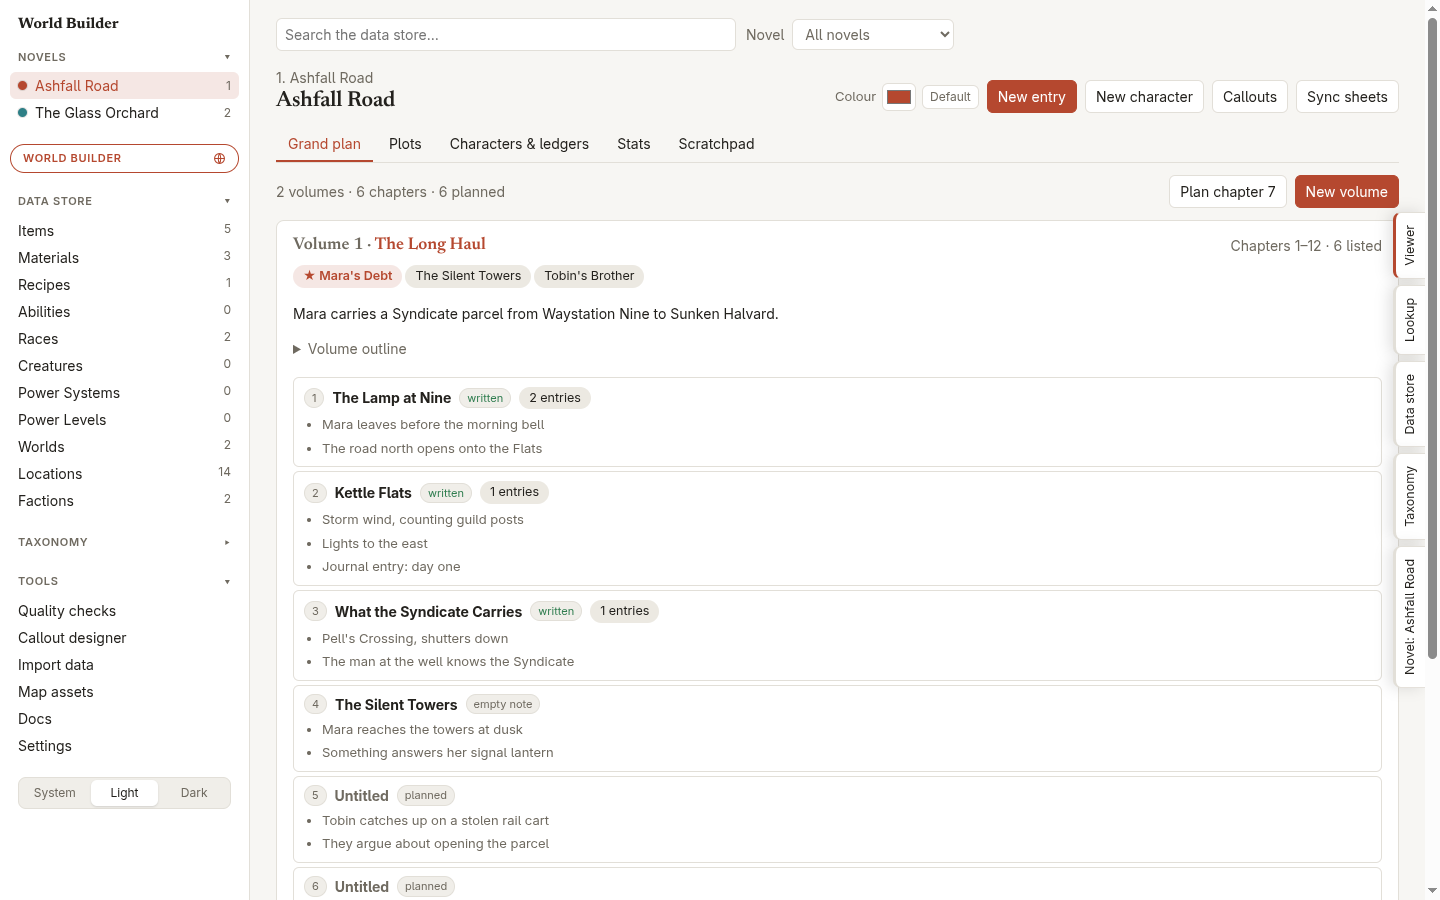 World Builder
NOVELS
Ashfall Road 1
The Glass Orchard 2
WORLD BUILDER
DATA STORE
Items 5
Materials 3
Recipes 1
Abilities 0
Races 2
Creatures 0
Power Systems 0
Power Levels 0
Worlds 2
Locations 14
Factions 2
TAXONOMY
TOOLS
Quality checks
Callout designer
Import data
Map assets
Docs
Settings
System Light Dark
Search the data store... Novel All novels
1. Ashfall Road
Ashfall Road
Colour Default New entry New character Callouts Sync sheets
Grand plan Plots Characters & ledgers Stats Scratchpad
2 volumes · 6 chapters · 6 planned Plan chapter 7 New volume
Volume 1 · The Long Haul Chapters 1–12 · 6 listed
★ Mara's Debt The Silent Towers Tobin's Brother
Mara carries a Syndicate parcel from Waystation Nine to Sunken Halvard.
Volume outline
1 The Lamp at Nine written 2 entries
• Mara leaves before the morning bell
• The road north opens onto the Flats
2 Kettle Flats written 1 entries
• Storm wind, counting guild posts
• Lights to the east
• Journal entry: day one
3 What the Syndicate Carries written 1 entries
• Pell's Crossing, shutters down
• The man at the well knows the Syndicate
4 The Silent Towers empty note
• Mara reaches the towers at dusk
• Something answers her signal lantern
5 Untitled planned
• Tobin catches up on a stolen rail cart
• They argue about opening the parcel
6 Untitled planned
Viewer
Lookup
Data store
Taxonomy
Novel: Ashfall Road